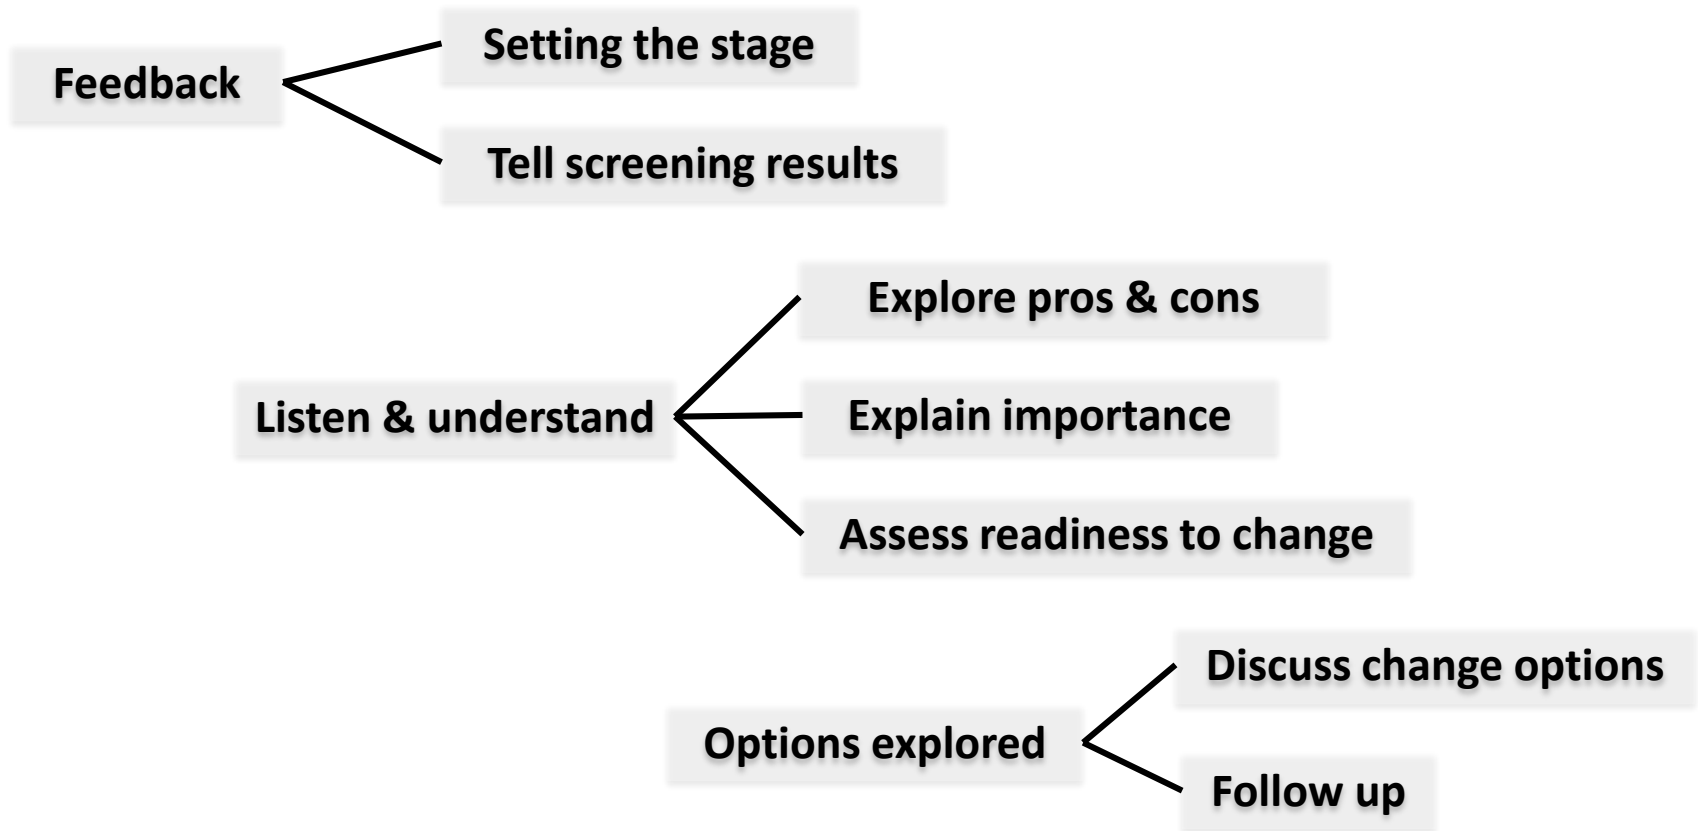 Feedback
Setting the stage
Tell screening results
Listen & understand
Explore pros & cons
Explain importance
Assess readiness to change
Options explored
Discuss change options
Follow up